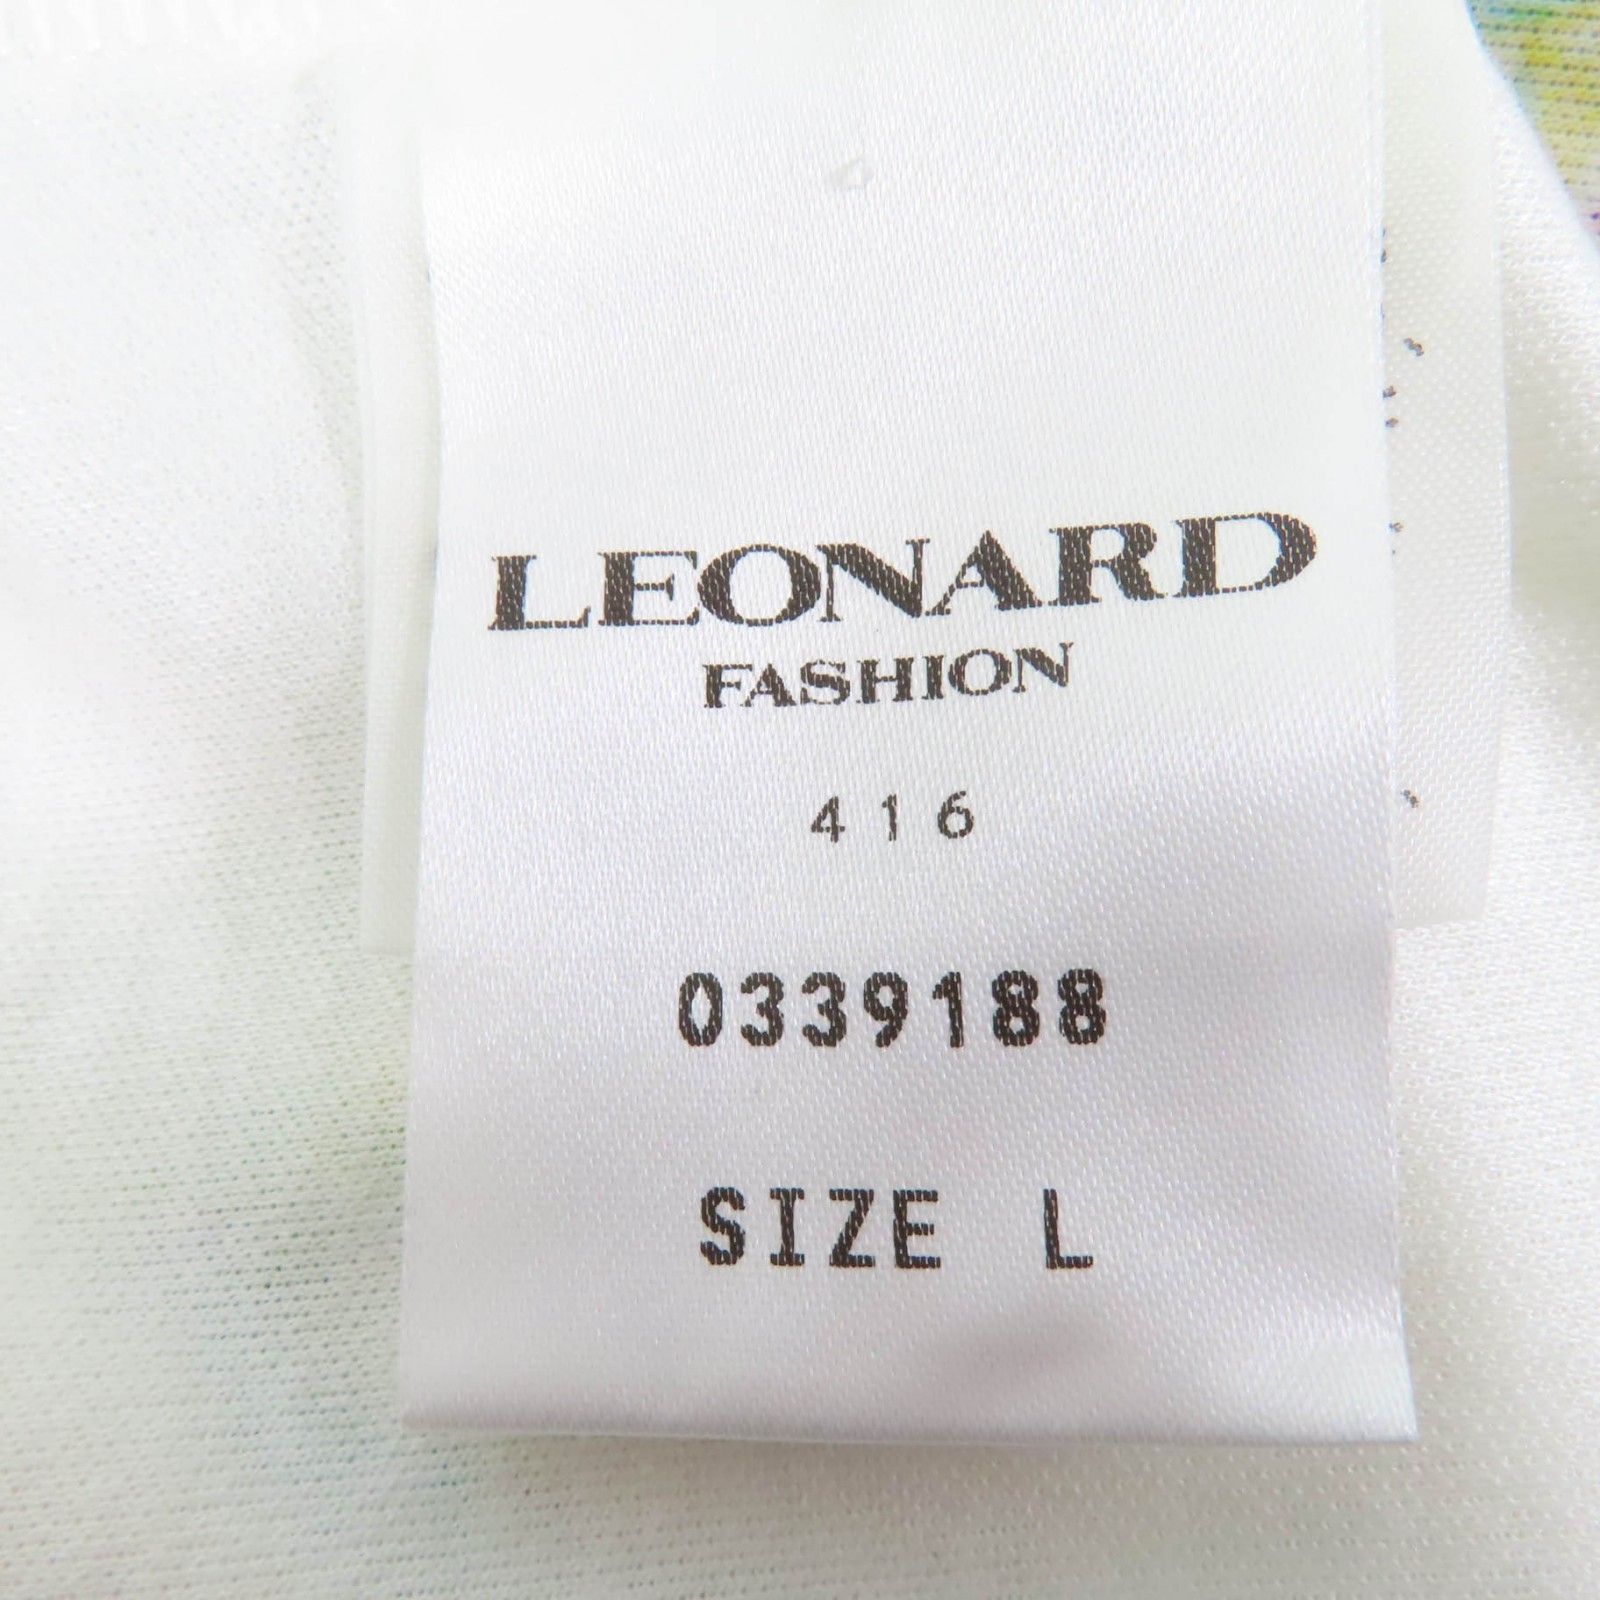 LEONARD
FASHION
416
0339188
SIZE L